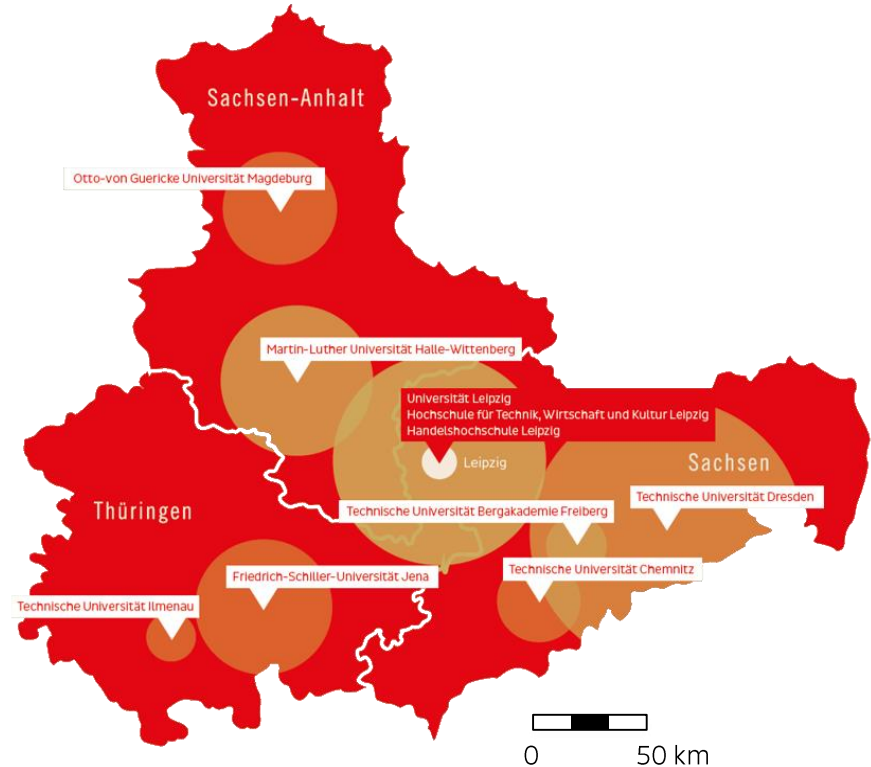 Sachsen-Anhalt
Otto-von Guericke Universität Magdeburg
Martin-Luther Universität Halle-Wittenberg
Universität Leipzig
Hochschule für Technik, Wirtschaft und Kultur Leipzig
Handelshochschule Leipzig
Leipzig
Sachsen
Technische Universität Dresden
Thüringen
Technische Universität Bergakademie Freiberg
Technische Universität Chemnitz
Friedrich-Schiller-Universität Jena
Technische Universität Ilmenau
0 50 km